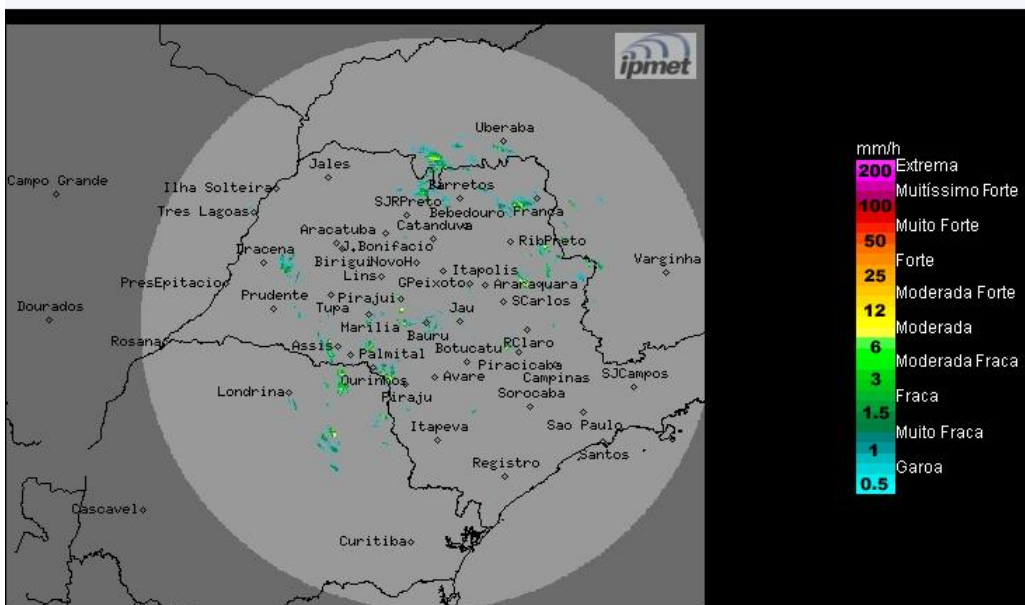 ipmet
Uberaba
Jales
Campo Grande
Ilha Solteira
Barretos
SJRPreto
Tres Lagoas
Bebedouro
Franca
Catanduva
Aracatuba
RibPreto
J.Bonifacio
Dracena
Birigui
NovoH
Itapolis
Varginha
Lins
PresEpitacio
GPeixoto
Araraquara
Prudente
Pirajui
SCarlos
Dourados
Tupa
Jau
Marilia
Bauru
Rosana
Assis
Botucatu
RClaro
Palmital
Piracicaba
Ourinhos
Avare
Campinas
SJCampos
Londrina
Piraju
Sorocaba
Itapeva
Sao Paulo
Santos
Registro
Cascavel
Curitiba
mm/h
200 Extrema
Muitíssimo Forte
100
Muito Forte
50
Forte
25
Moderada Forte
12
Moderada
6
Moderada Fraca
3
Fraca
1.5
Muito Fraca
1
Garoa
0.5